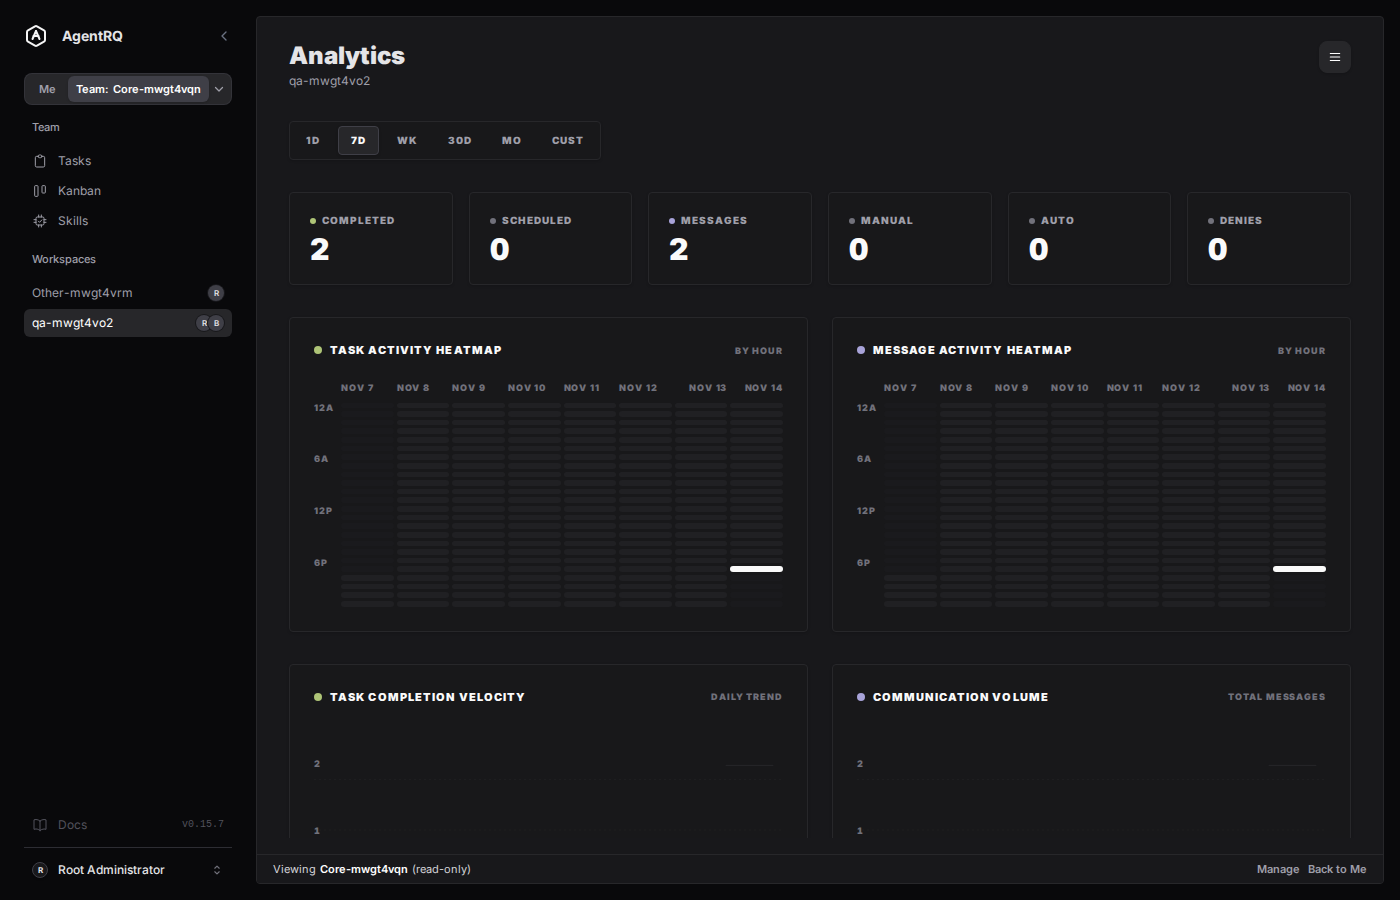 AgentRQ
Me
Team: Core-mwgt4vqn
Team
Tasks
Kanban
Skills
Workspaces
Other-mwgt4vrm
R
qa-mwgt4vo2
R B
Docs
v0.15.7
R
Root Administrator
Analytics
qa-mwgt4vo2
1D 7D WK 30D MO CUST
COMPLETED
2
SCHEDULED
0
MESSAGES
2
MANUAL
0
AUTO
0
DENIES
0
TASK ACTIVITY HEATMAP
BY HOUR
NOV 7 NOV 8 NOV 9 NOV 10 NOV 11 NOV 12 NOV 13 NOV 14
12A
6A
12P
6P
MESSAGE ACTIVITY HEATMAP
BY HOUR
NOV 7 NOV 8 NOV 9 NOV 10 NOV 11 NOV 12 NOV 13 NOV 14
12A
6A
12P
6P
TASK COMPLETION VELOCITY
DAILY TREND
2
1
COMMUNICATION VOLUME
TOTAL MESSAGES
2
1
Viewing Core-mwgt4vqn (read-only)
Manage
Back to Me